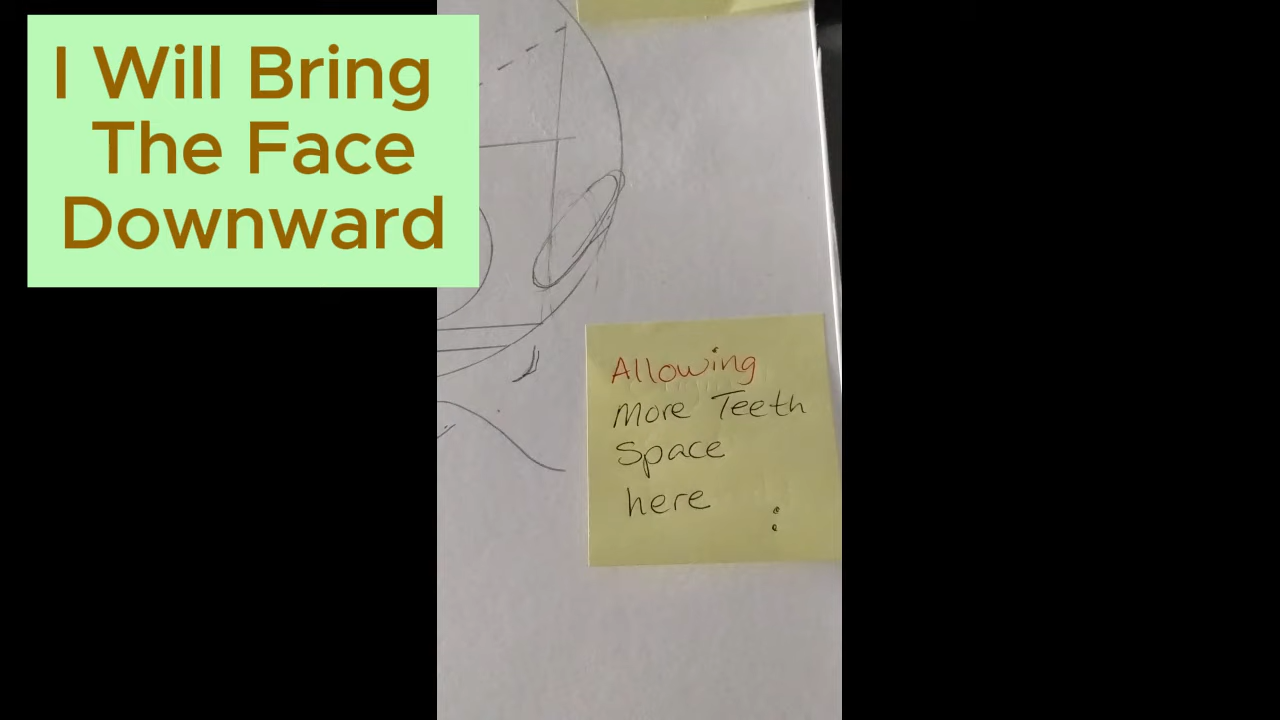 I Will Bring
The Face
Downward
Allowing
More Teeth
Space
here :